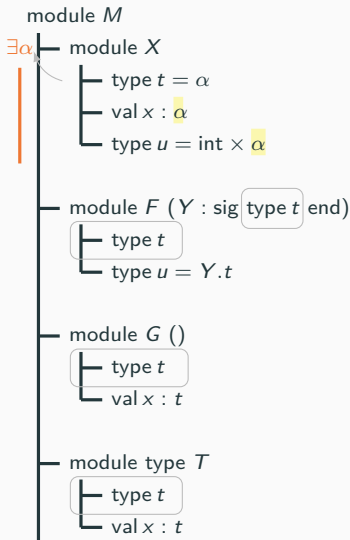 module M
∃α module X
type t = α
val x : α
type u = int × α
module F (Y : sig type t end)
type t
type u = Y.t
module G ()
type t
val x : t
module type T
type t
val x : t